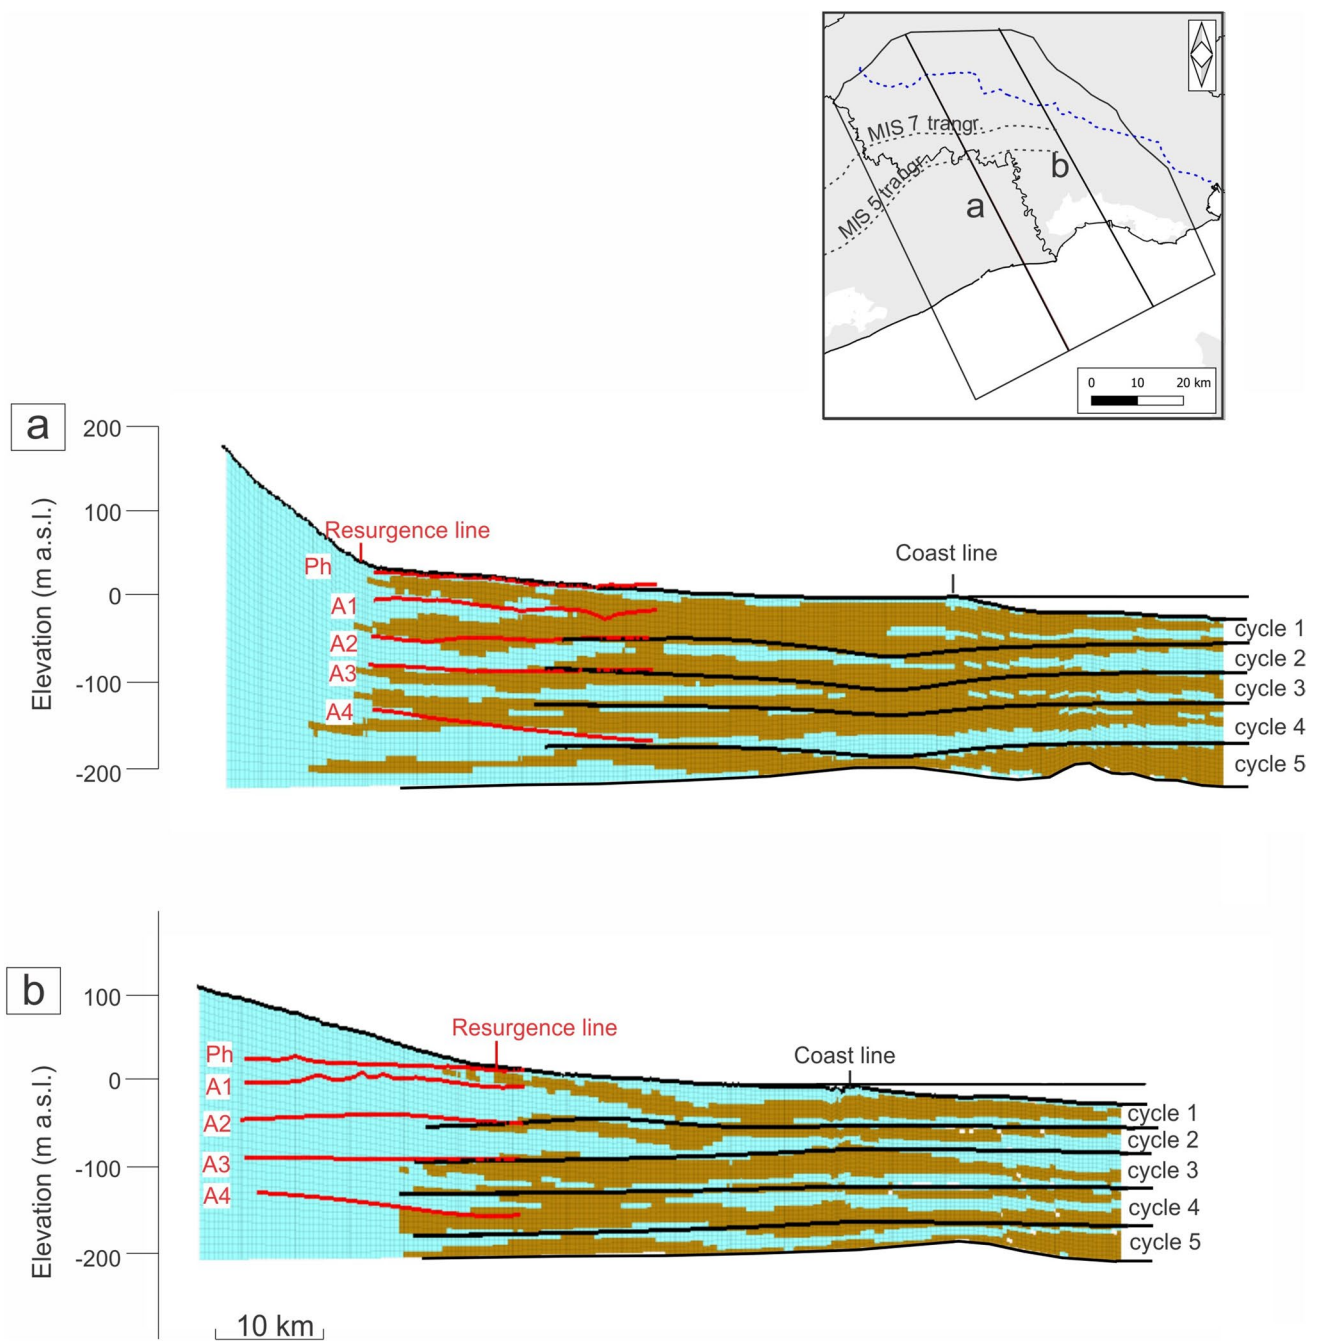 MIS 7 trangr.
MIS 5 trangr.
b
a
0 10 20 km
a
200
100
0
-100
-200
Elevation (m a.s.l.)
Resurgence line
Coast line
Ph
A1
A2
A3
A4
cycle 1
cycle 2
cycle 3
cycle 4
cycle 5
b
100
0
-100
-200
Elevation (m a.s.l.)
Resurgence line
Coast line
Ph
A1
A2
A3
A4
cycle 1
cycle 2
cycle 3
cycle 4
cycle 5
10 km